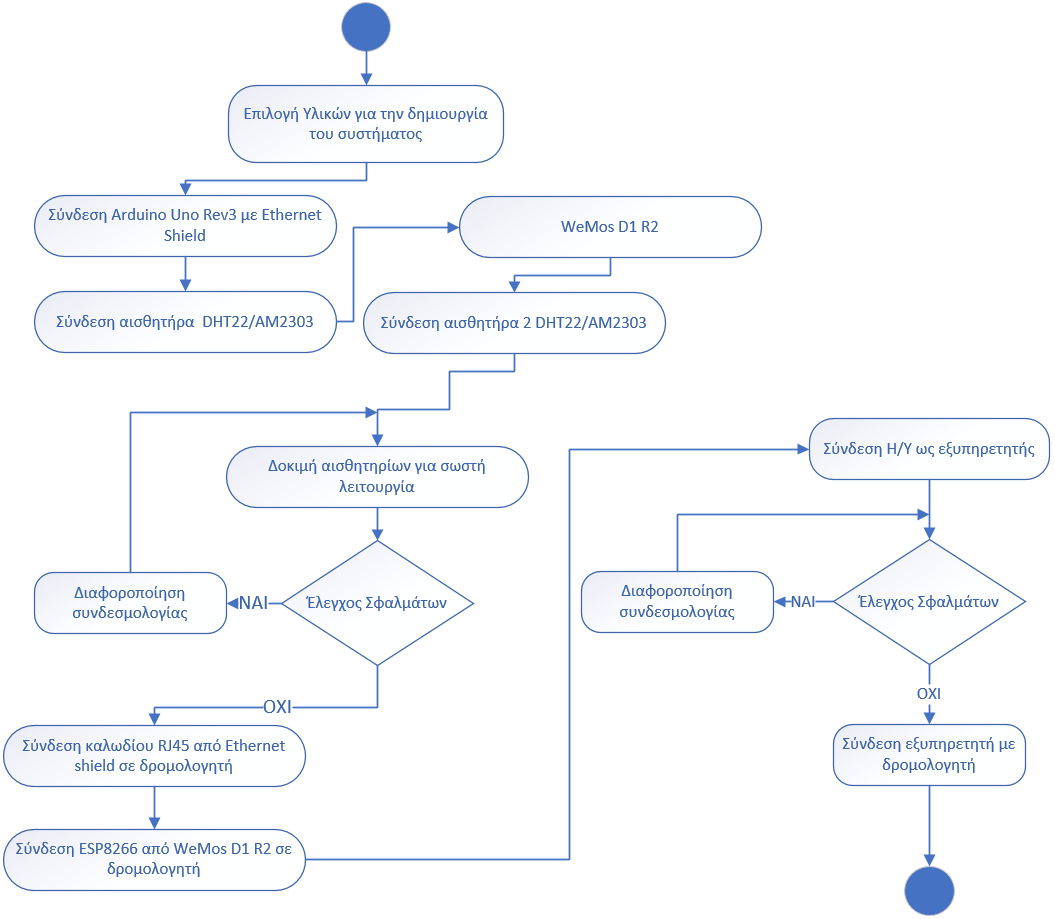 Επιλογή Υλικών για την δημιουργία
του συστήματος
Σύνδεση Arduino Uno Rev3 με Ethernet
Shield
WeMos D1 R2
Σύνδεση αισθητήρα DHT22/AM2303
Σύνδεση αισθητήρα 2 DHT22/AM2303
Δοκιμή αισθητηρίων για σωστή
λειτουργία
Έλεγχος Σφαλμάτων
ΝΑΙ
Διαφοροποίηση
συνδεσμολογίας
ΟΧΙ
Σύνδεση καλωδίου RJ45 από Ethernet
shield σε δρομολογητή
Σύνδεση ESP8266 από WeMos D1 R2 σε
δρομολογητή
Σύνδεση Η/Υ ως εξυπηρετητής
Έλεγχος Σφαλμάτων
ΝΑΙ
Διαφοροποίηση
συνδεσμολογίας
ΟΧΙ
Σύνδεση εξυπηρετητή με
δρομολογητή